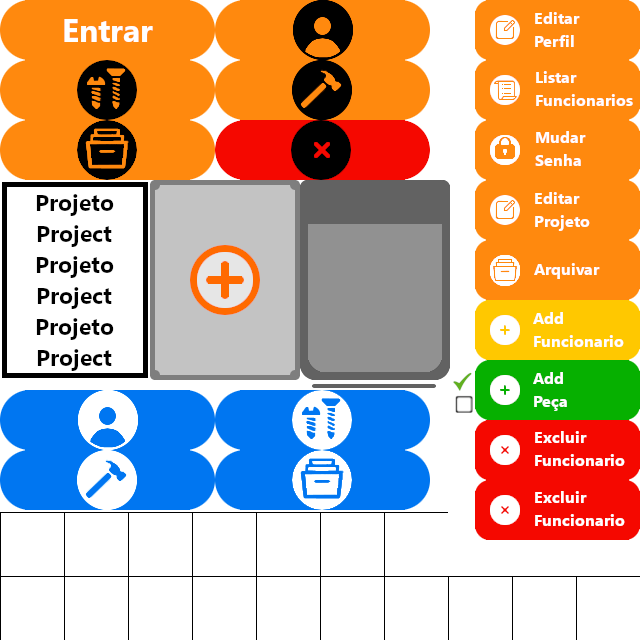 Entrar
Projeto
Project
Projeto
Project
Projeto
Project
Editar
Perfil
Listar
Funcionarios
Mudar
Senha
Editar
Projeto
Arquivar
Add
Funcionario
Add
Peça
Excluir
Funcionario
Excluir
Funcionario